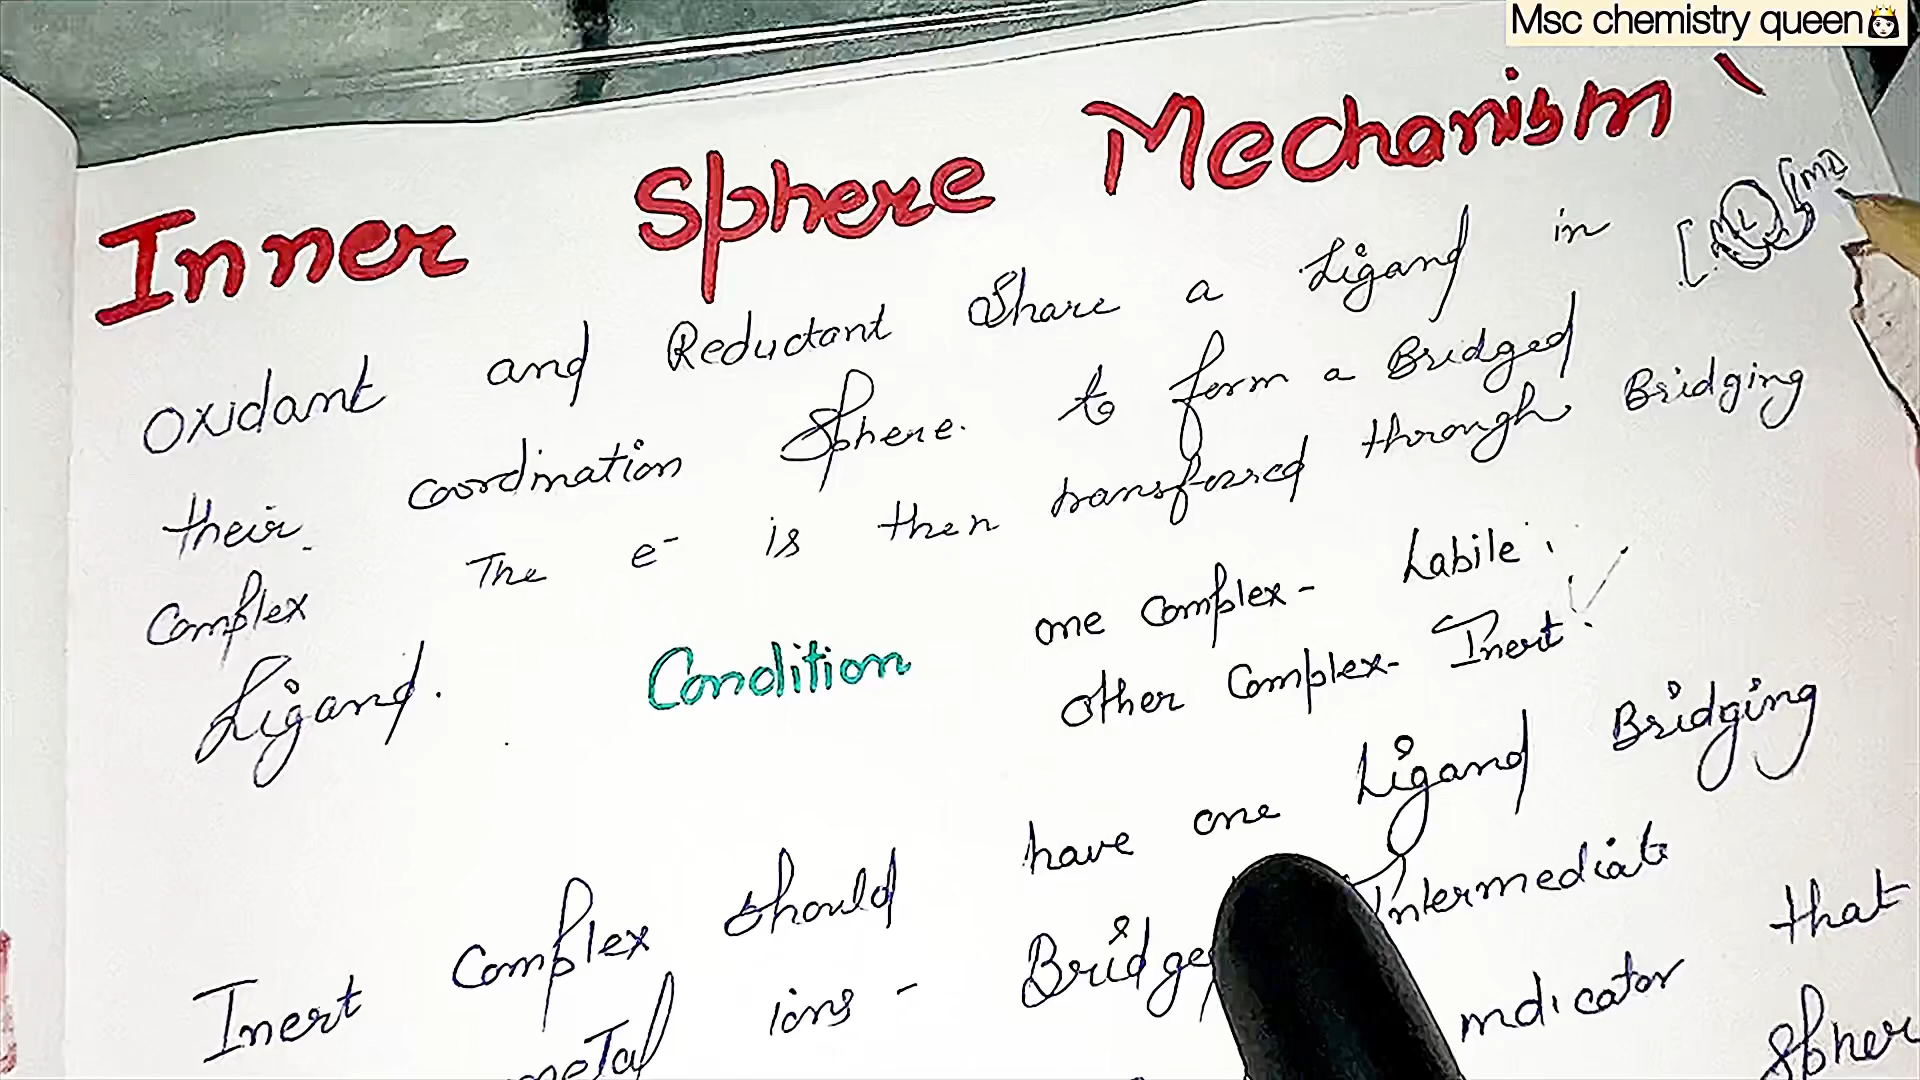 Msc chemistry queen👸🏻
Inner Sphere Mechanism
Oxidant and Reductant Share a Ligand in
their coordination Sphere. to form a Bridged
Complex The e⁻ is then transferred through Bridging
Ligand.
Condition
one complex- Labile.
other Complex- Inert.
Inert Complex should have one Ligand Bridging
metal ions - Bridge Intermediate
indicator that
Spher